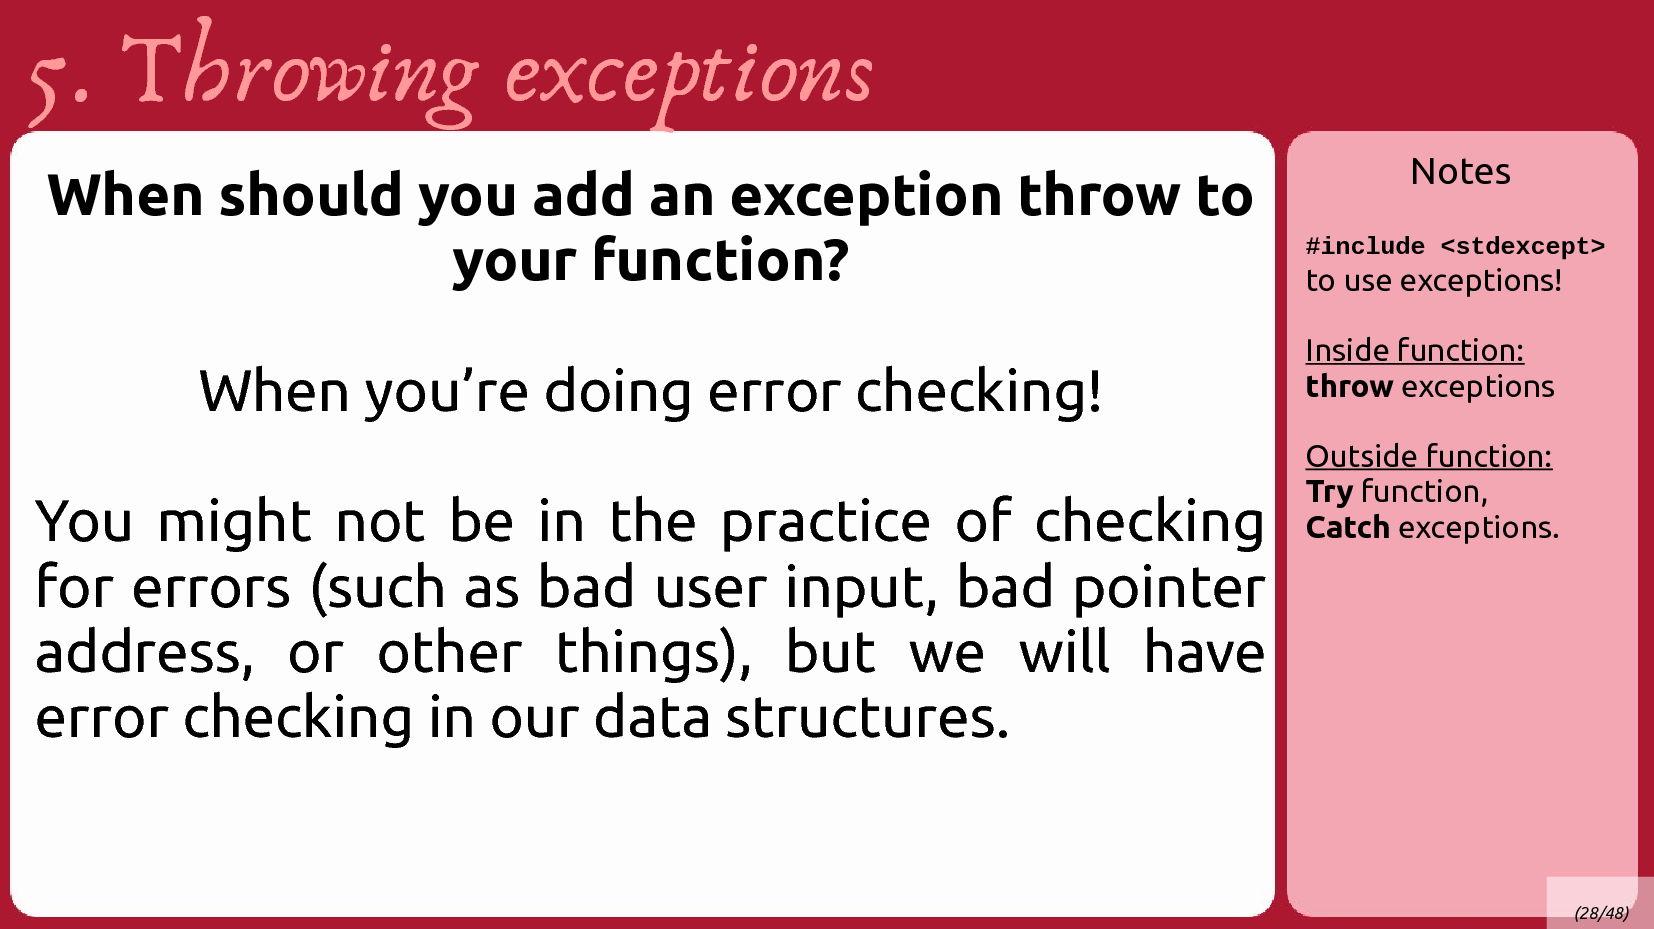 5. Throwing exceptions
When should you add an exception throw to
your function?
When you’re doing error checking!
You might not be in the practice of checking
for errors (such as bad user input, bad pointer
address, or other things), but we will have
error checking in our data structures.
Notes
#include <stdexcept>
to use exceptions!
Inside function:
throw exceptions
Outside function:
Try function,
Catch exceptions.
(28/48)